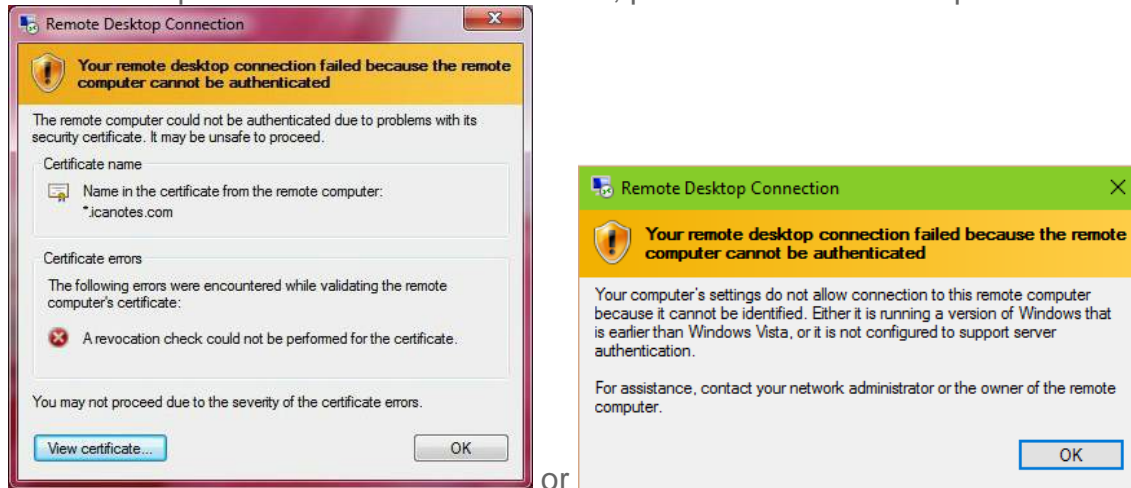 Remote Desktop Connection
Your remote desktop connection failed because the remote
computer cannot be authenticated
The remote computer could not be authenticated due to problems with its
security certificate. It may be unsafe to proceed.
Certificate name
Name in the certificate from the remote computer:
*.icanotes.com
Certificate errors
The following errors were encountered while validating the remote
computer's certificate:
A revocation check could not be performed for the certificate.
You may not proceed due to the severity of the certificate errors.
View certificate...
OK
or
Remote Desktop Connection
Your remote desktop connection failed because the remote
computer cannot be authenticated
Your computer's settings do not allow connection to this remote computer
because it cannot be identified. Either it is running a version of Windows that
is earlier than Windows Vista, or it is not configured to support server
authentication.
For assistance, contact your network administrator or the owner of the remote
computer.
OK